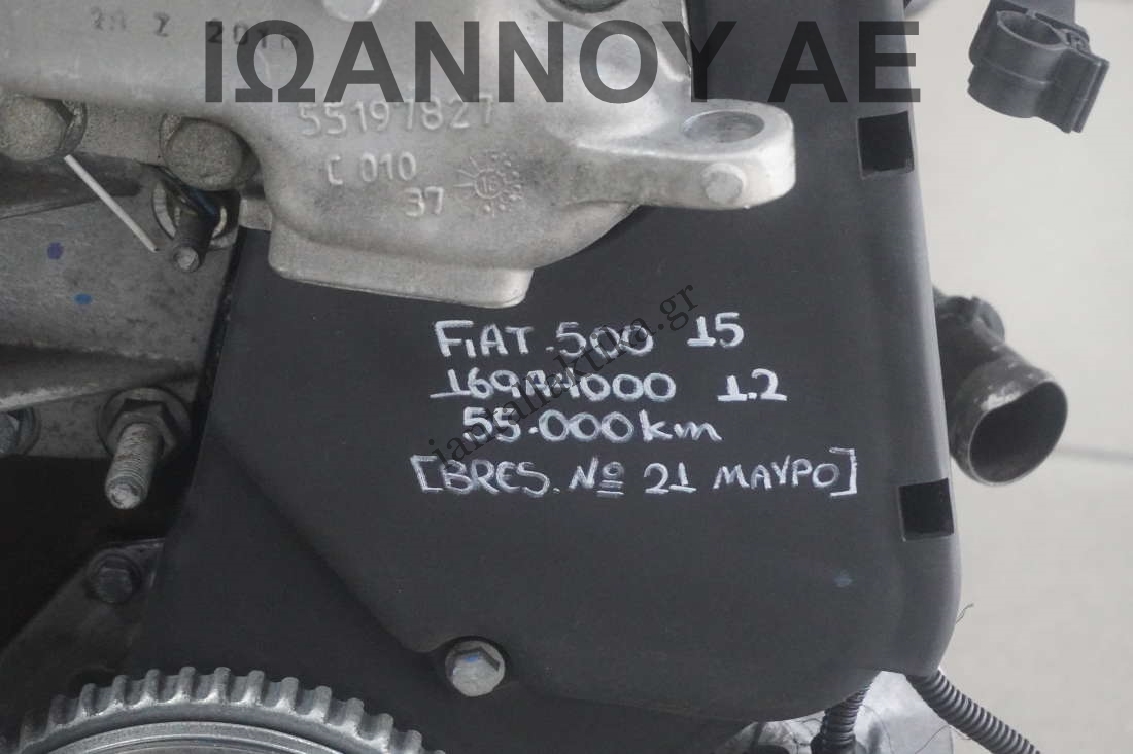 ΙΩΑΝΝΟΥ ΑΕ
55197827
C 010
37
FIAT.500 15
169A4000 1.2
55.000km
[BRES. Nº 21 ΜΑΥΡΟ]